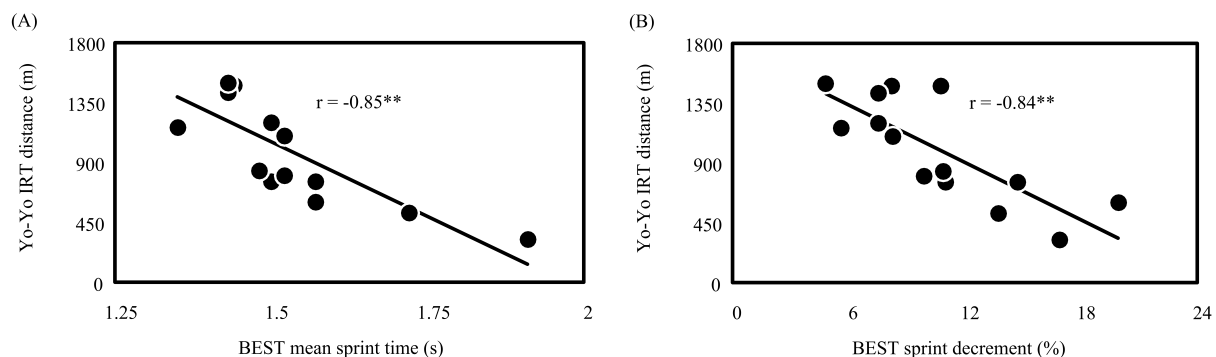 (A)
1800
1350
900
450
0
Yo-Yo IRT distance (m)
r = -0.85**
1.25 1.5 1.75 2
BEST mean sprint time (s)
(B)
1800
1350
900
450
0
Yo-Yo IRT distance (m)
r = -0.84**
0 6 12 18 24
BEST sprint decrement (%)